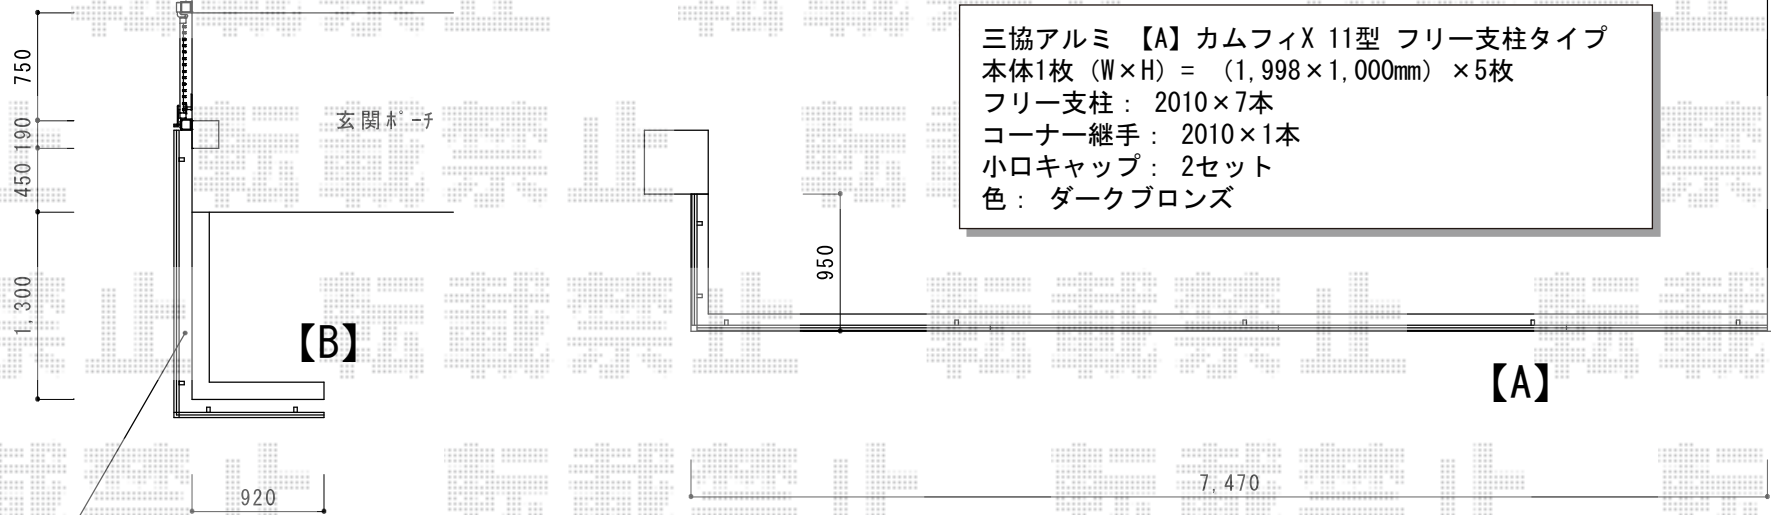 三協アルミ 【A】カムフィX 11型 フリー支柱タイプ
本体1枚（W×H）= （1,998×1,000mm）×5枚
フリー支柱： 2010×7本
コーナー継手： 2010×1本
小口キャップ： 2セット
色： ダークブロンズ
750
190
450
1,300
玄関ポーチ
【B】
920
950
【A】
7,470
転載禁止